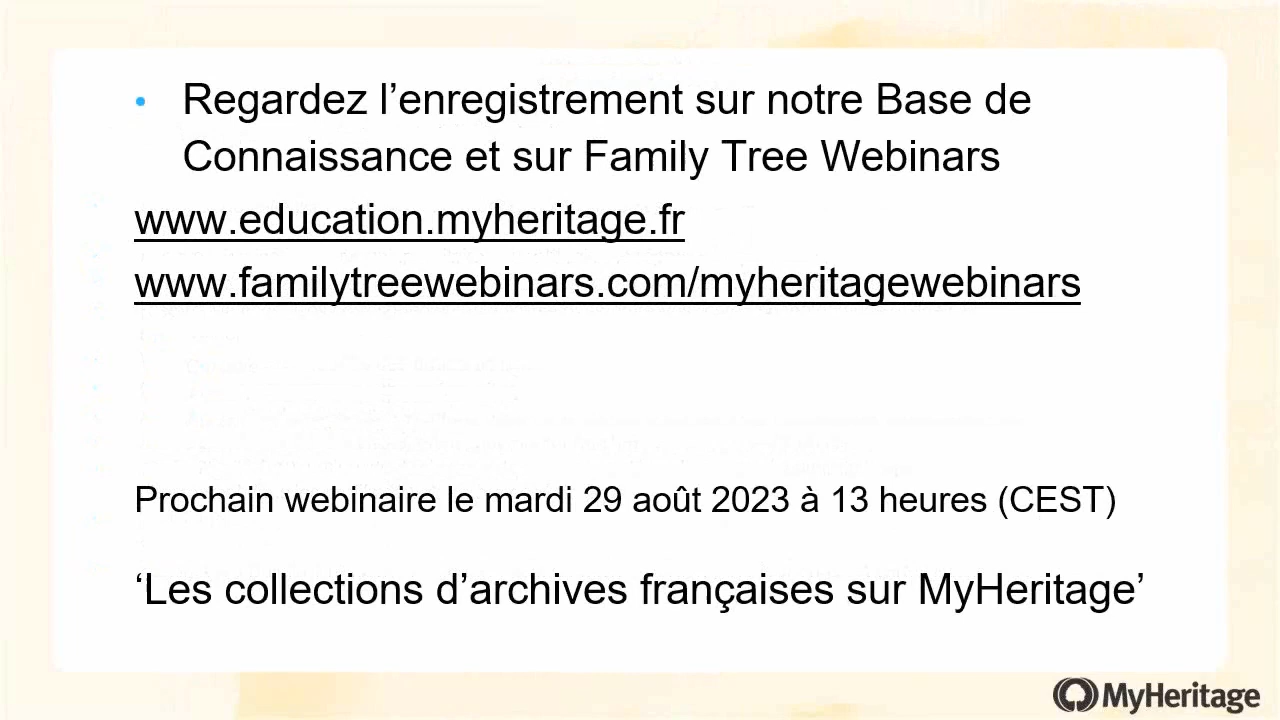 • Regardez l’enregistrement sur notre Base de
Connaissance et sur Family Tree Webinars
www.education.myheritage.fr
www.familytreewebinars.com/myheritagewebinars
Prochain webinaire le mardi 29 août 2023 à 13 heures (CEST)
‘Les collections d’archives françaises sur MyHeritage’
MyHeritage